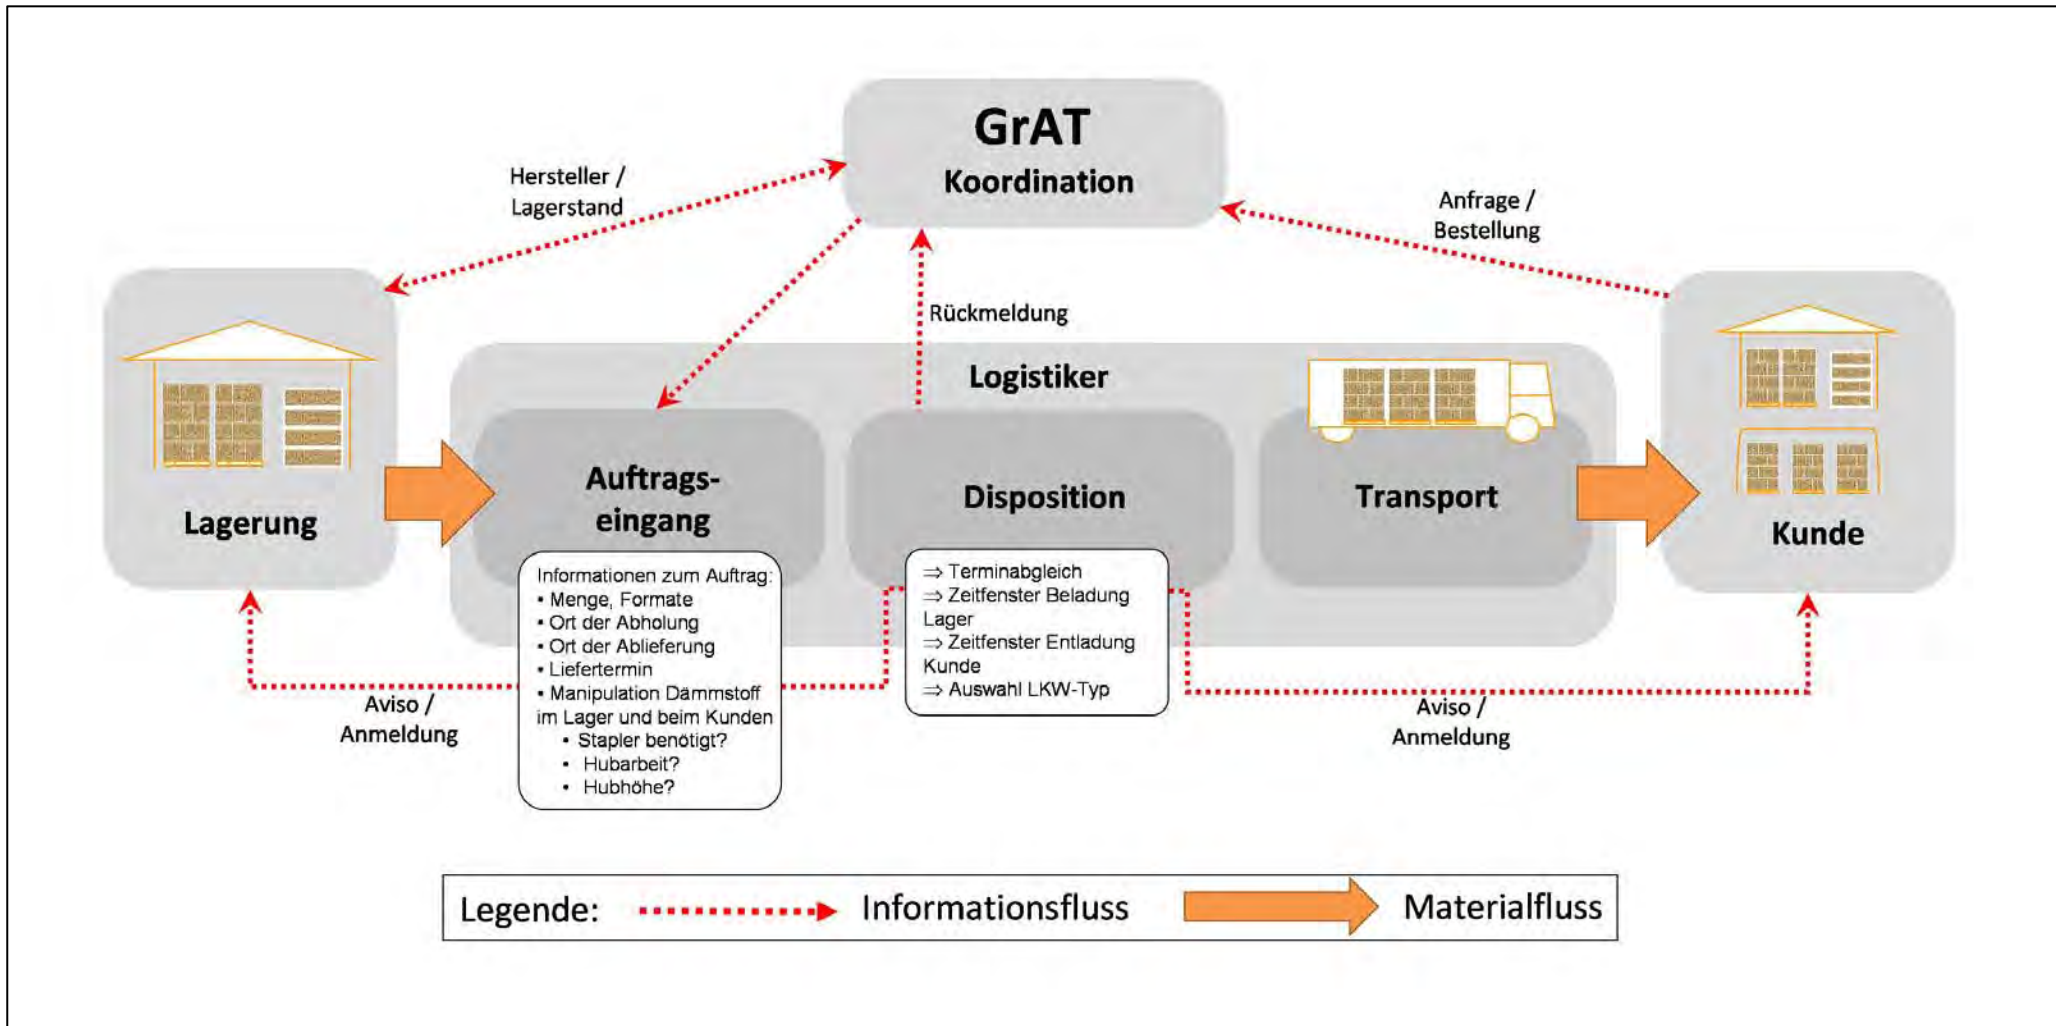 GrAT
Koordination
Hersteller /
Lagerstand
Anfrage /
Bestellung
Rückmeldung
Logistiker
Lagerung
Auftrags-
eingang
Disposition
Transport
Kunde
Informationen zum Auftrag:
• Menge, Formate
• Ort der Abholung
• Ort der Ablieferung
• Liefertermin
• Manipulation Dämmstoff
im Lager und beim Kunden
• Stapler benötigt?
• Hubarbeit?
• Hubhöhe?
⇒ Terminabgleich
⇒ Zeitfenster Beladung
Lager
⇒ Zeitfenster Entladung
Kunde
⇒ Auswahl LKW-Typ
Aviso /
Anmeldung
Aviso /
Anmeldung
Legende:
Informationsfluss
Materialfluss